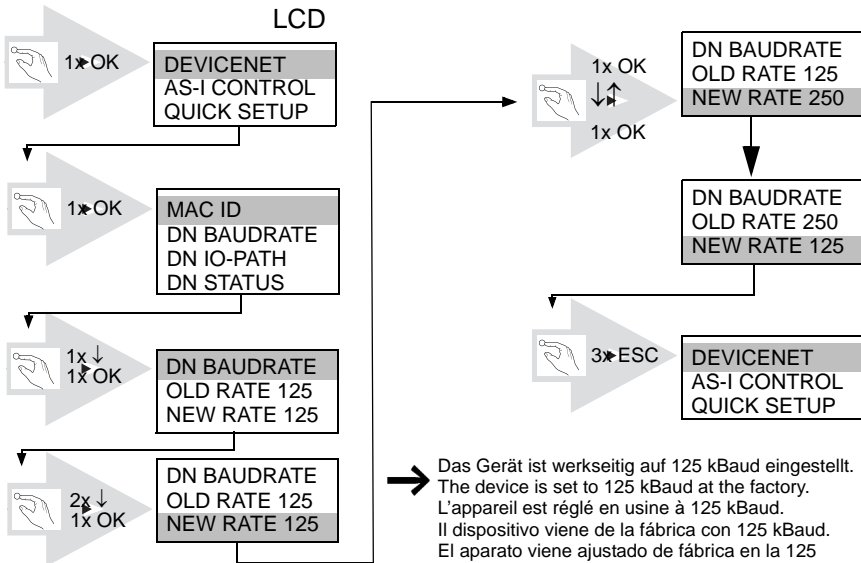 LCD
1x OK
DEVICENET
AS-I CONTROL
QUICK SETUP
1x OK
MAC ID
DN BAUDRATE
DN IO-PATH
DN STATUS
1x ↓
1x OK
DN BAUDRATE
OLD RATE 125
NEW RATE 125
2x ↓
1x OK
DN BAUDRATE
OLD RATE 125
NEW RATE 125
1x OK
↓↑
1x OK
DN BAUDRATE
OLD RATE 125
NEW RATE 250
DN BAUDRATE
OLD RATE 250
NEW RATE 125
3x ESC
DEVICENET
AS-I CONTROL
QUICK SETUP
Das Gerät ist werkseitig auf 125 kBaud eingestellt.
The device is set to 125 kBaud at the factory.
L'appareil est réglé en usine à 125 kBaud.
Il dispositivo viene de la fábrica con 125 kBaud.
El aparato viene ajustado de fábrica en la 125